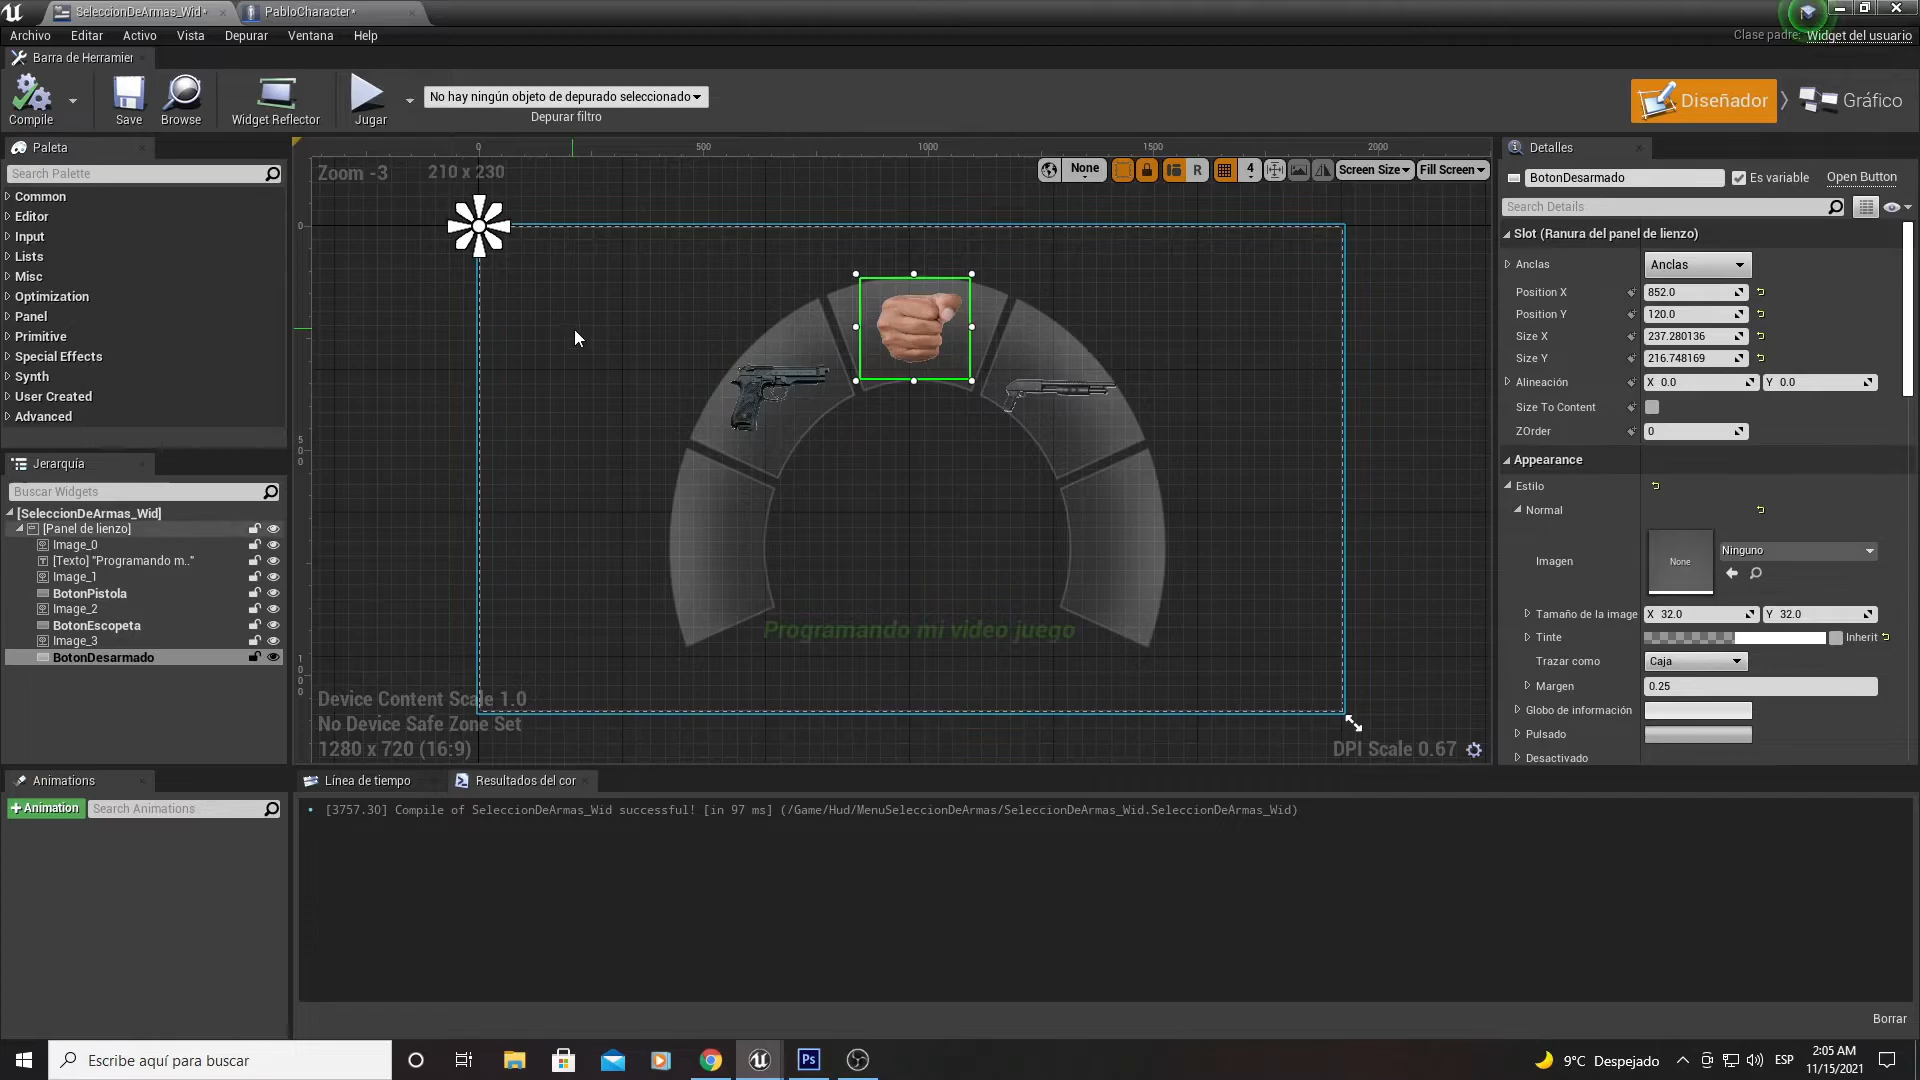 SeleccionDeArmas_Wid*
PabloCharacter*
Archivo Editar Activo Vista Depurar Ventana Help
Clase padre: Widget del usuario
Barra de Herramier
Compile
Save
Browse
Widget Reflector
Jugar
No hay ningún objeto de depurado seleccionado
Depurar filtro
Diseñador
Gráfico
Paleta
Search Palette
Common
Editor
Input
Lists
Misc
Optimization
Panel
Primitive
Special Effects
Synth
User Created
Advanced
Jerarquía
Buscar Widgets
[SeleccionDeArmas_Wid]
[Panel de lienzo]
Image_0
[Texto] "Programando m.."
Image_1
BotonPistola
Image_2
BotonEscopeta
Image_3
BotonDesarmado
Animations
+Animation
Search Animations
Zoom -3
210 x 230
0 500 1000 1500 2000
0
500
1000
None
R
4
Screen Size
Fill Screen
Programando mi video juego
Device Content Scale 1.0
No Device Safe Zone Set
1280 x 720 (16:9)
DPI Scale 0.67
Detalles
BotonDesarmado
Es variable
Open Button
Search Details
Slot (Ranura del panel de lienzo)
Anclas Anclas
Position X 852.0
Position Y 120.0
Size X 237.280136
Size Y 216.748169
Alineación X 0.0 Y 0.0
Size To Content
ZOrder 0
Appearance
Estilo
Normal
Imagen None Ninguno
Tamaño de la image X 32.0 Y 32.0
Tinte Inherit
Trazar como Caja
Margen 0.25
Globo de información
Pulsado
Desactivado
Línea de tiempo
Resultados del cor
[3757.30] Compile of SeleccionDeArmas_Wid successful! [in 97 ms] (/Game/Hud/MenuSeleccionDeArmas/SeleccionDeArmas_Wid.SeleccionDeArmas_Wid)
Borrar
Escribe aquí para buscar
Ps
9°C Despejado
ESP
2:05 AM
11/15/2021